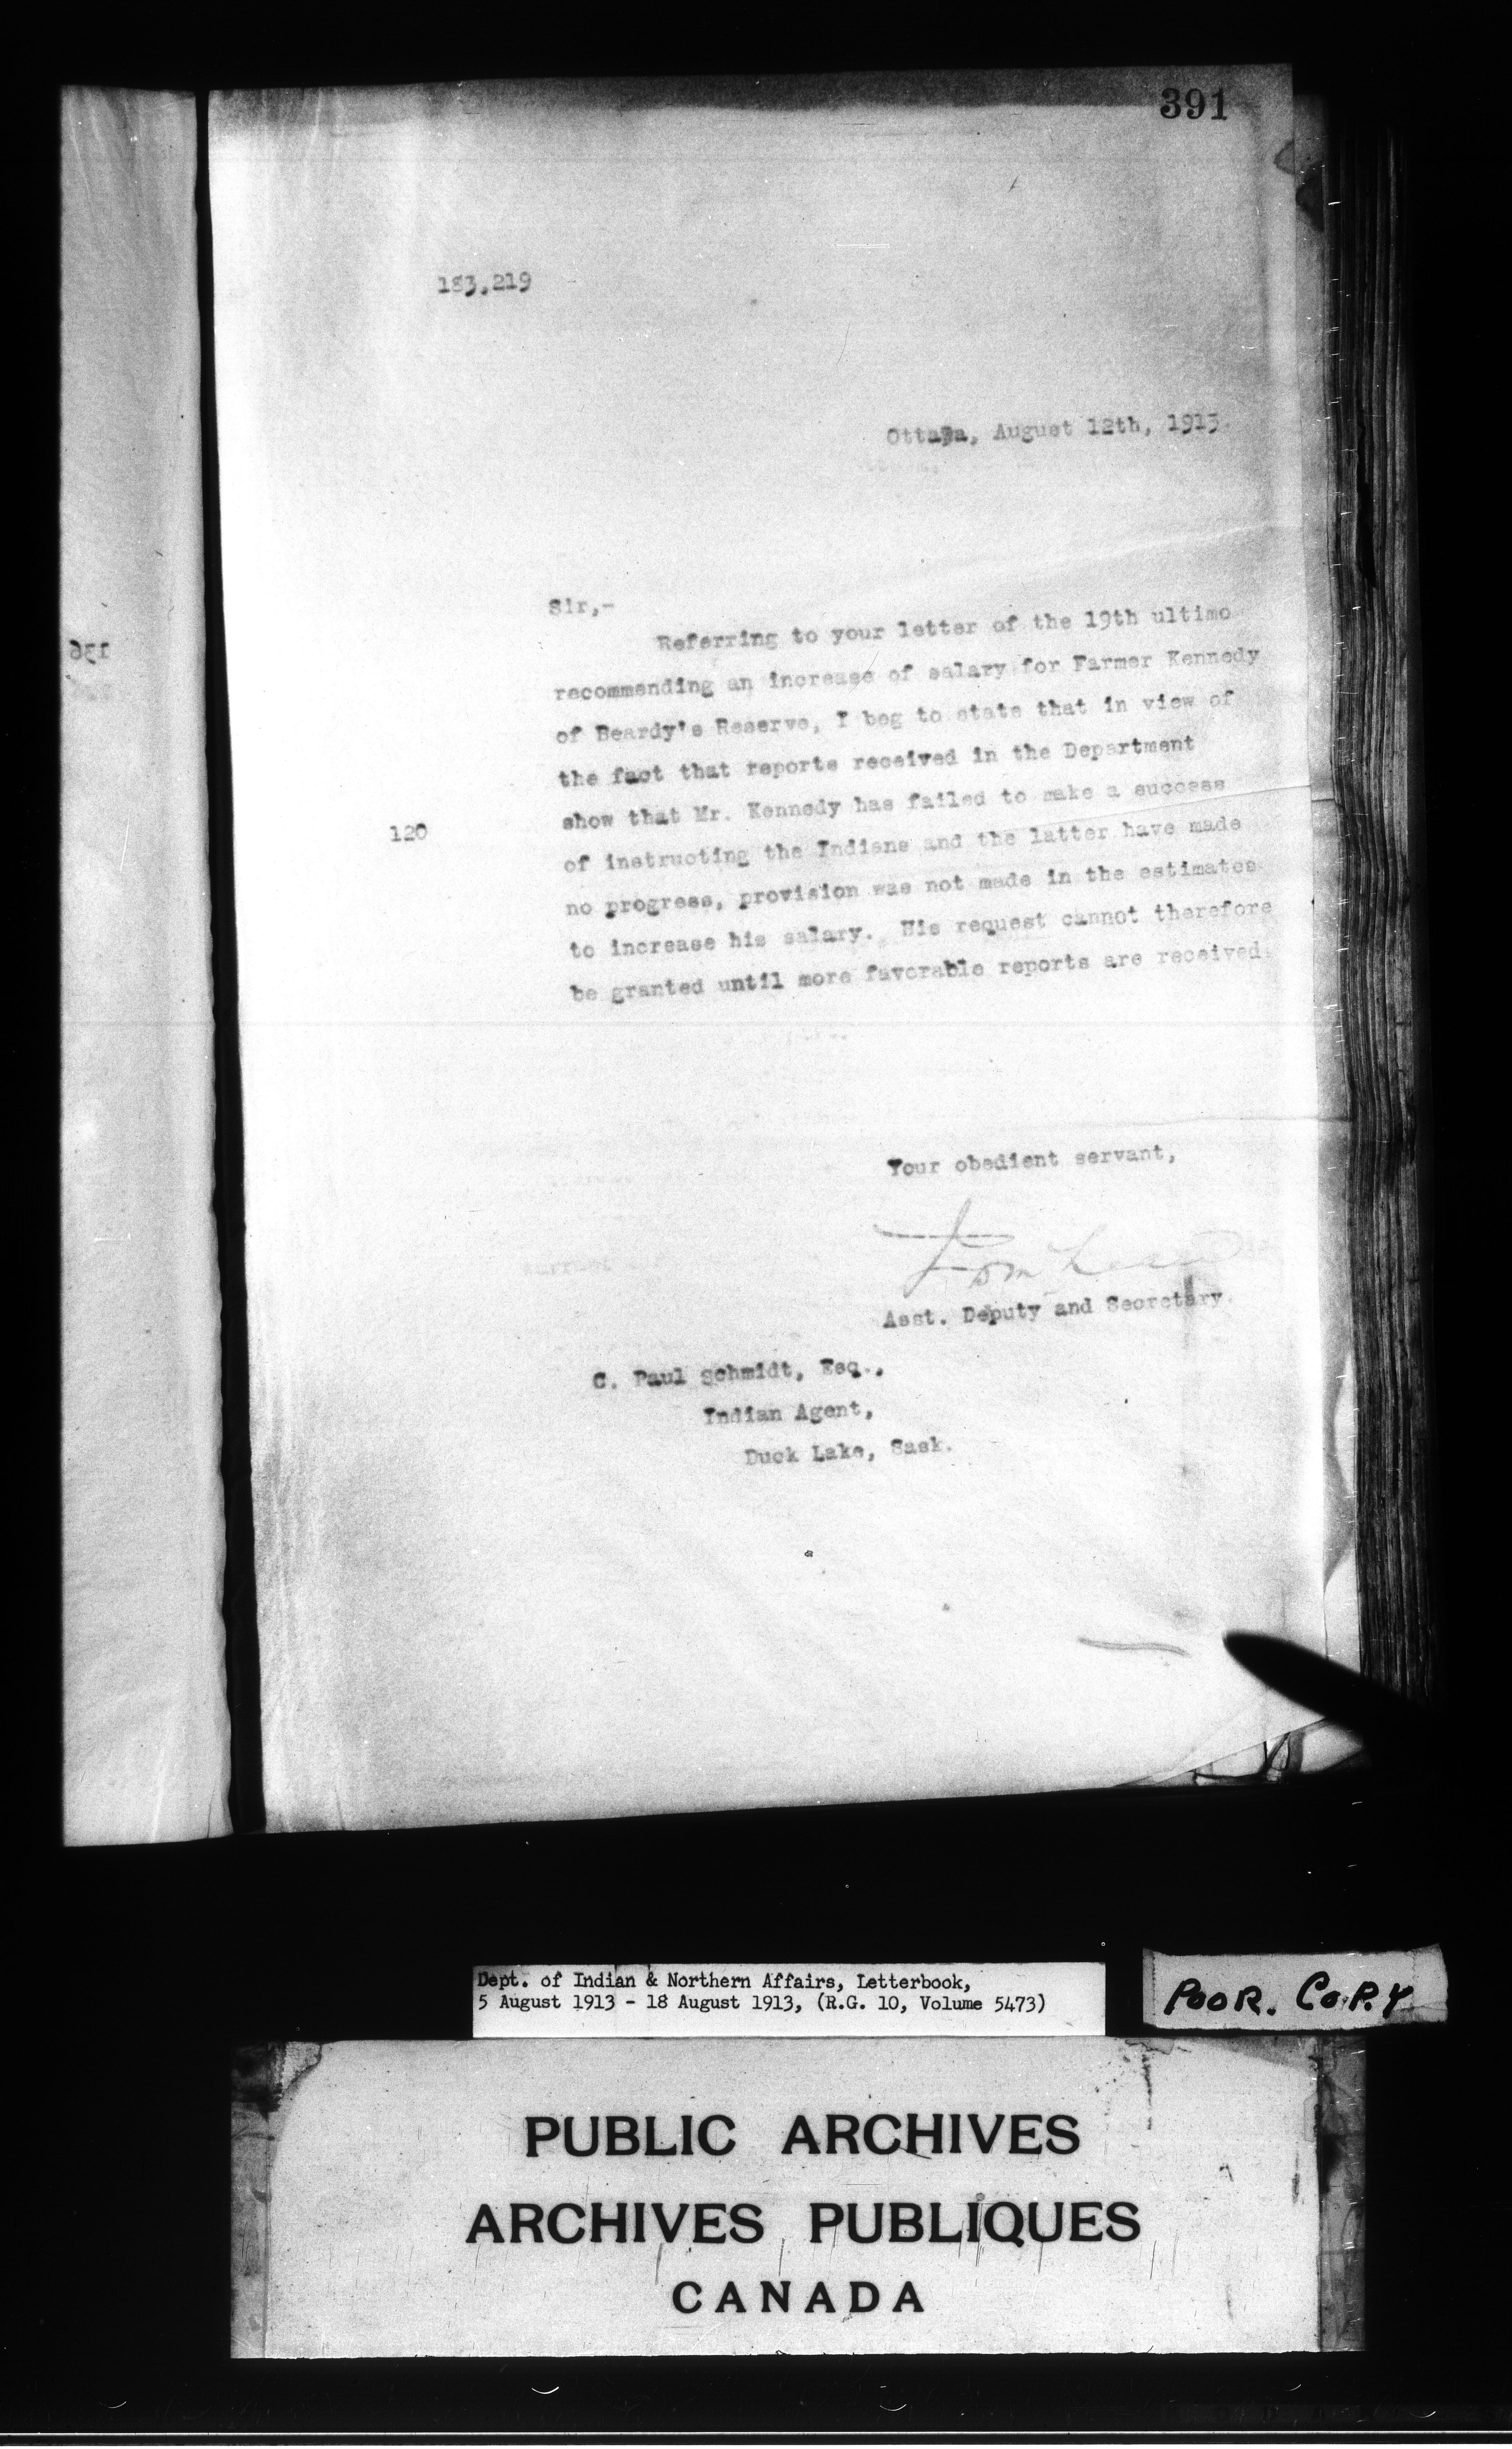 391
183,219
Ottawa, August 12th, 1913.
Sir,-
Referring to your letter of the 19th ultimo
recommending an increase of salary for Farmer Kennedy
of Beardy's Reserve, I beg to state that in view of
the fact that reports received in the Department
show that Mr. Kennedy has failed to make a success
120
of instructing the Indians and the latter have made
no progress, provision was not made in the estimates
to increase his salary. His request cannot therefore
be granted until more favorable reports are received.
Your obedient servant,
Asst. Deputy and Secretary.
C. Paul Schmidt, Esq.,
Indian Agent,
Duck Lake, Sask.
Dept. of Indian & Northern Affairs, Letterbook,
5 August 1913 - 18 August 1913, (R.G. 10, Volume 5473)
POOR. COPY
PUBLIC ARCHIVES
ARCHIVES PUBLIQUES
CANADA